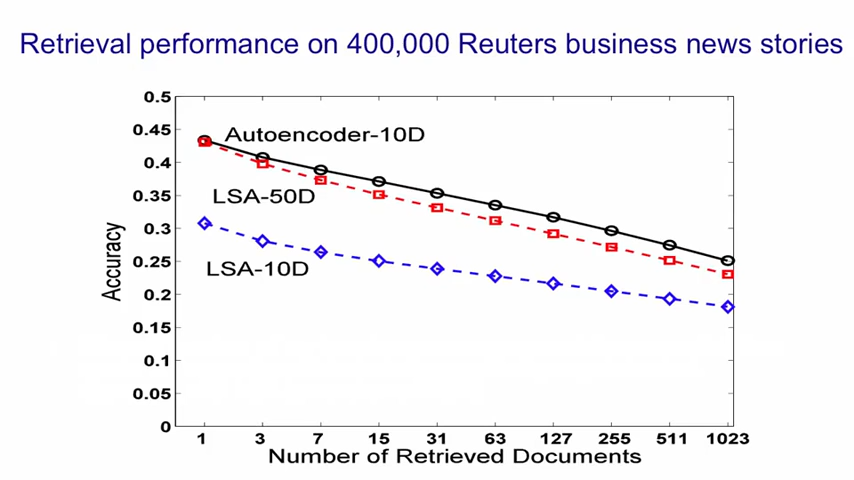 Retrieval performance on 400,000 Reuters business news stories
0.5
0.45
0.4
0.35
0.3
0.25
0.2
0.15
0.1
0.05
0
Accuracy
Autoencoder-10D
LSA-50D
LSA-10D
1 3 7 15 31 63 127 255 511 1023
Number of Retrieved Documents